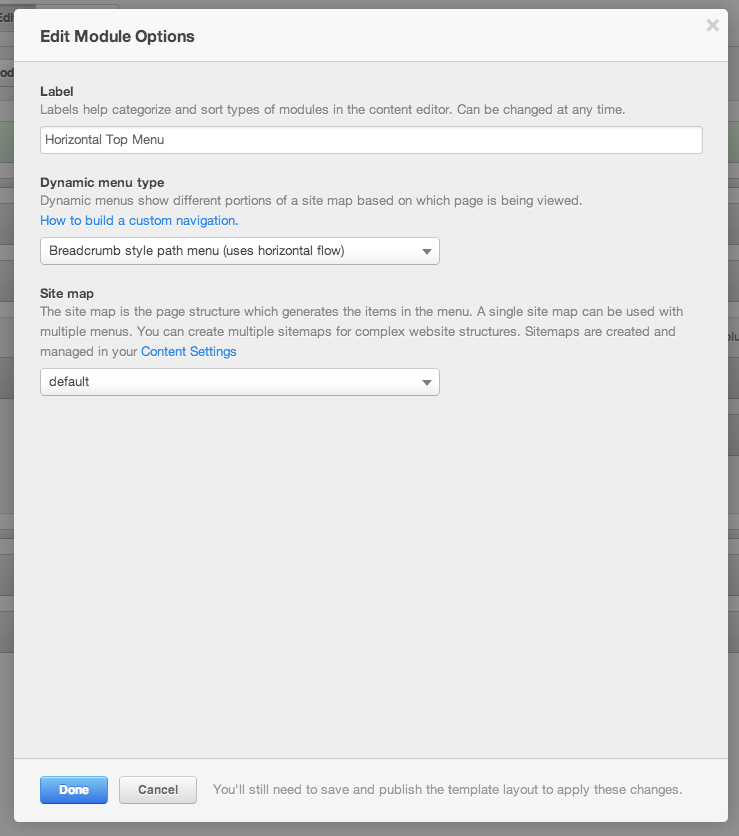 Edit Module Options
Label
Labels help categorize and sort types of modules in the content editor. Can be changed at any time.
Horizontal Top Menu
Dynamic menu type
Dynamic menus show different portions of a site map based on which page is being viewed.
How to build a custom navigation.
Breadcrumb style path menu (uses horizontal flow)
Site map
The site map is the page structure which generates the items in the menu. A single site map can be used with
multiple menus. You can create multiple sitemaps for complex website structures. Sitemaps are created and
managed in your Content Settings
default
Done
Cancel
You'll still need to save and publish the template layout to apply these changes.